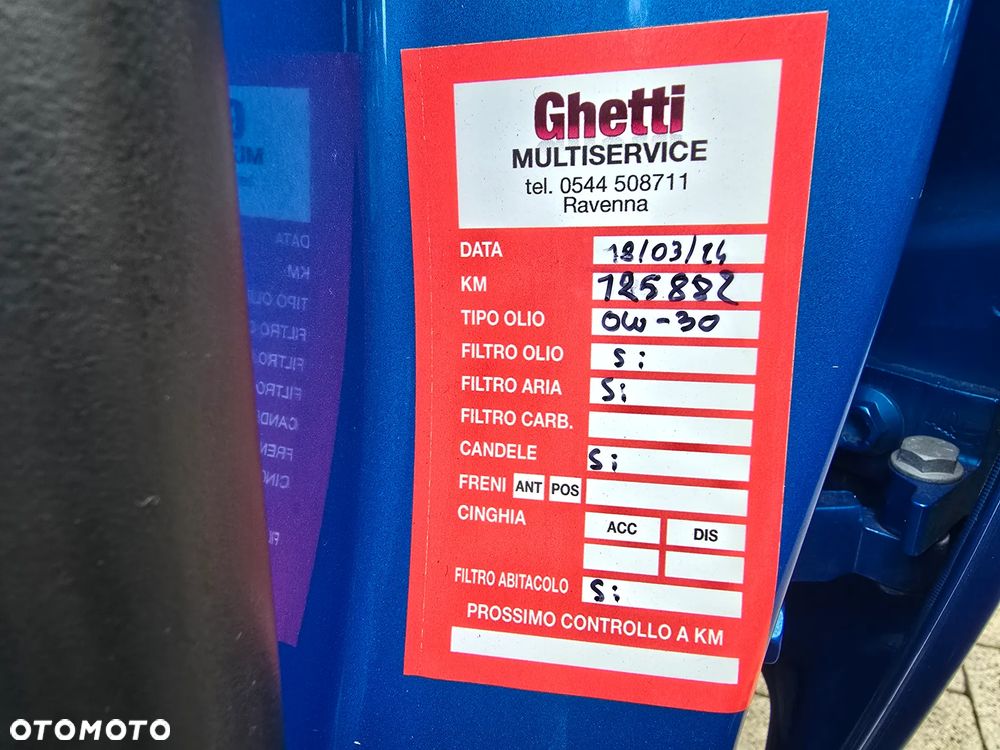 Ghetti
MULTISERVICE
tel. 0544 508711
Ravenna
DATA 18/03/24
KM 125882
TIPO OLIO 0W-30
FILTRO OLIO Si
FILTRO ARIA Si
FILTRO CARB.
CANDELE Si
FRENI ANT POS
CINGHIA ACC DIS
FILTRO ABITACOLO Si
PROSSIMO CONTROLLO A KM
OTOMOTO